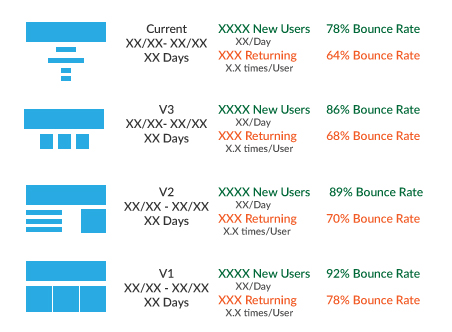 Current
XX/XX- XX/XX
XX Days
XXXX New Users
XX/Day
XXX Returning
X.X times/User
78% Bounce Rate
64% Bounce Rate
V3
XX/XX- XX/XX
XX Days
XXXX New Users
XX/Day
XXX Returning
X.X times/User
86% Bounce Rate
68% Bounce Rate
V2
XX/XX - XX/XX
XX Days
XXXX New Users
XX/Day
XXX Returning
X.X times/User
89% Bounce Rate
70% Bounce Rate
V1
XX/XX - XX/XX
XX Days
XXXX New Users
XX/Day
XXX Returning
X.X times/User
92% Bounce Rate
78% Bounce Rate